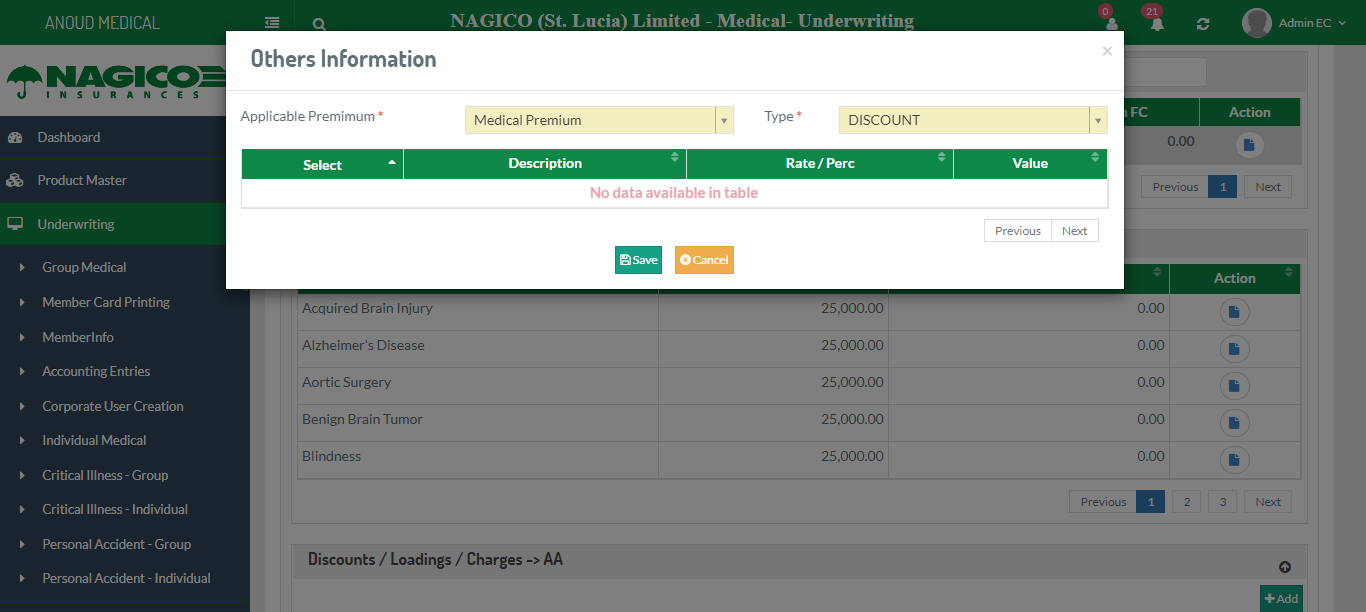 ANOUD MEDICAL
NAGICO (St. Lucia) Limited - Medical- Underwriting
0
21
Admin EC
NAGICO
INSURANCES
Dashboard
Product Master
Underwriting
Group Medical
Member Card Printing
MemberInfo
Accounting Entries
Corporate User Creation
Individual Medical
Critical Illness - Group
Critical Illness - Individual
Personal Accident - Group
Personal Accident - Individual
Others Information
×
Applicable Premimum * Medical Premium Type * DISCOUNT
Select Description Rate / Perc Value
No data available in table
Previous Next
Save Cancel
FC Action
0.00
Previous 1 Next
Action
Acquired Brain Injury 25,000.00 0.00
Alzheimer's Disease 25,000.00 0.00
Aortic Surgery 25,000.00 0.00
Benign Brain Tumor 25,000.00 0.00
Blindness 25,000.00 0.00
Previous 1 2 3 Next
Discounts / Loadings / Charges -> AA
+Add